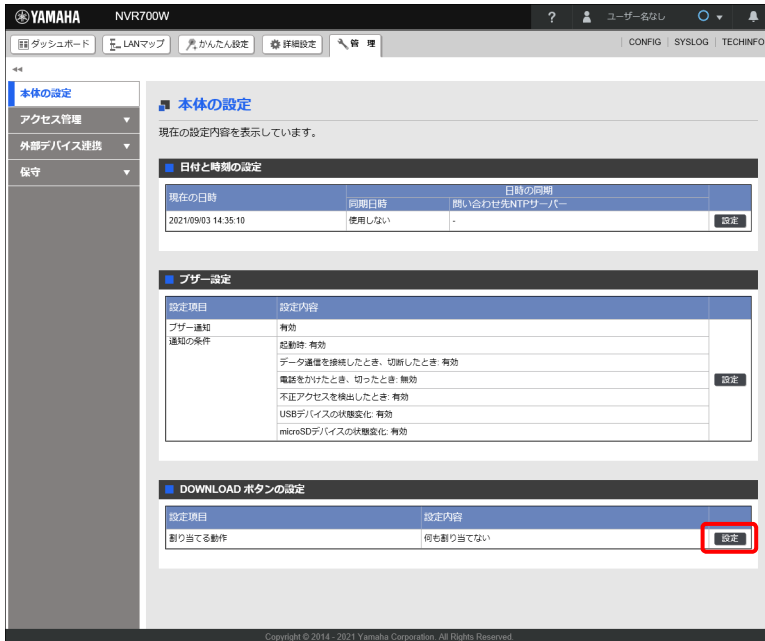 YAMAHA NVR700W ? ユーザー名なし
ダッシュボード LANマップ かんたん設定 詳細設定 管 理 CONFIG SYSLOG TECHINFO
本体の設定
アクセス管理
外部デバイス連携
保守
本体の設定
現在の設定内容を表示しています。
日付と時刻の設定
現在の日時 日時の同期
同期日時 問い合わせ先NTPサーバー
2021/09/03 14:35:10 使用しない - 設定
ブザー設定
設定項目 設定内容
ブザー通知 有効
通知の条件 起動時: 有効
データ通信を接続したとき、切断したとき: 有効
電話をかけたとき、切ったとき: 無効 設定
不正アクセスを検出したとき: 有効
USBデバイスの状態変化: 有効
microSDデバイスの状態変化: 有効
DOWNLOAD ボタンの設定
設定項目 設定内容
割り当てる動作 何も割り当てない 設定
Copyright © 2014 - 2021 Yamaha Corporation. All Rights Reserved.